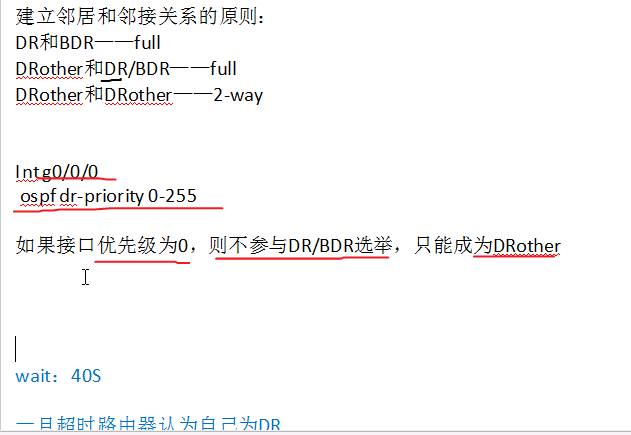 建立邻居和邻接关系的原则：
DR和BDR——full
DRother和DR/BDR——full
DRother和DRother——2-way
Int g0/0/0
ospf dr-priority 0-255
如果接口优先级为0，则不参与DR/BDR选举，只能成为DRother
wait：40S
一旦超时路由器认为自己为DR